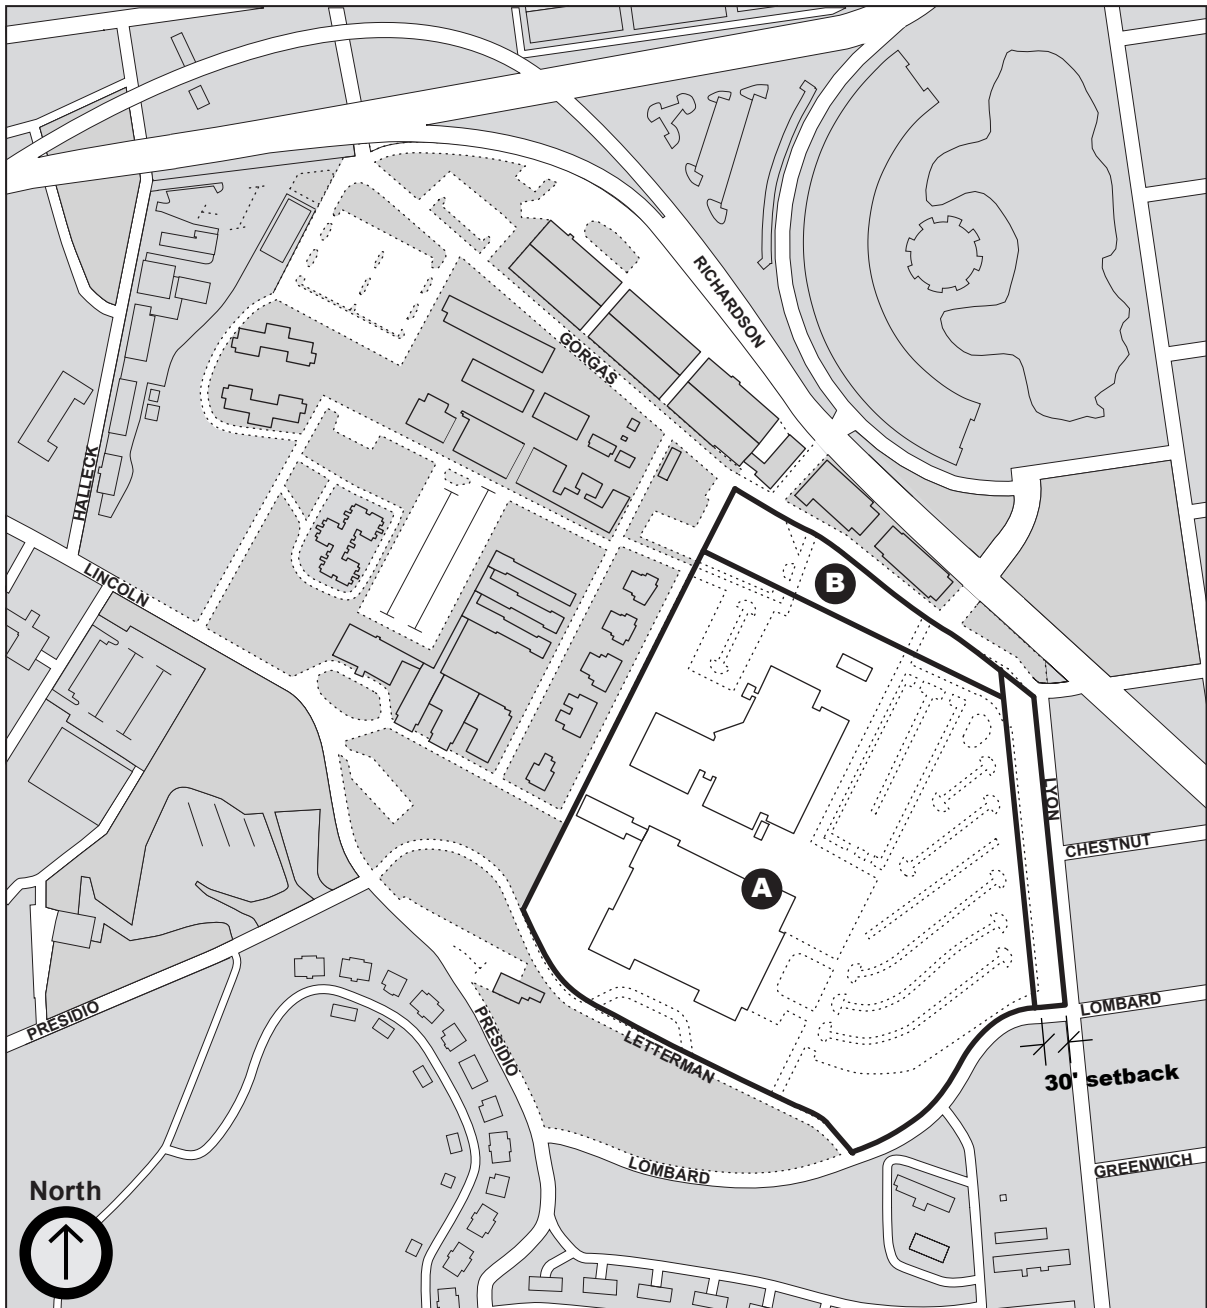 RICHARDSON
GORGAS
HALLECK
LINCOLN
B
LYON
CHESTNUT
A
LOMBARD
PRESIDIO
PRESIDIO
LETTERMAN
30' setback
LOMBARD
GREENWICH
North